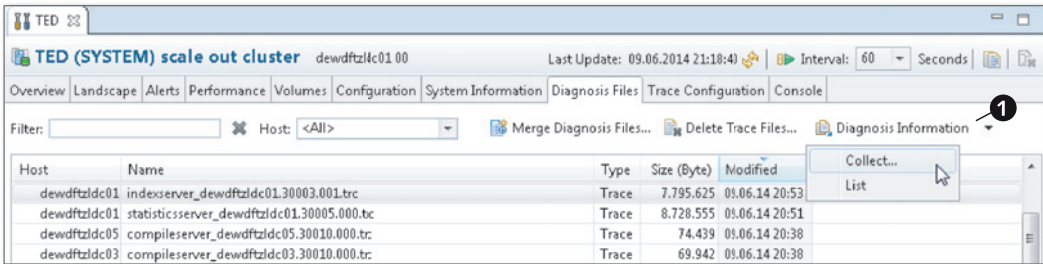 TED
TED (SYSTEM) scale out cluster dewdftzldc01 00 Last Update: 09.06.2014 21:18:43 Interval: 60 Seconds
Overview Landscape Alerts Performance Volumes Configuration System Information Diagnosis Files Trace Configuration Console
1
Filter: Host: <All> Merge Diagnosis Files... Delete Trace Files... Diagnosis Information
Collect...
List
Host Name Type Size (Byte) Modified
dewdftzldc01 indexserver_dewdftzldc01.30003.001.trc Trace 7.795.625 09.06.14 20:53
dewdftzldc01 statisticsserver_dewdftzldc01.30005.000.trc Trace 8.728.555 09.06.14 20:51
dewdftzldc05 compileserver_dewdftzldc05.30010.000.trc Trace 74.439 09.06.14 20:38
dewdftzldc03 compileserver_dewdftzldc03.30010.000.trc Trace 69.942 09.06.14 20:38